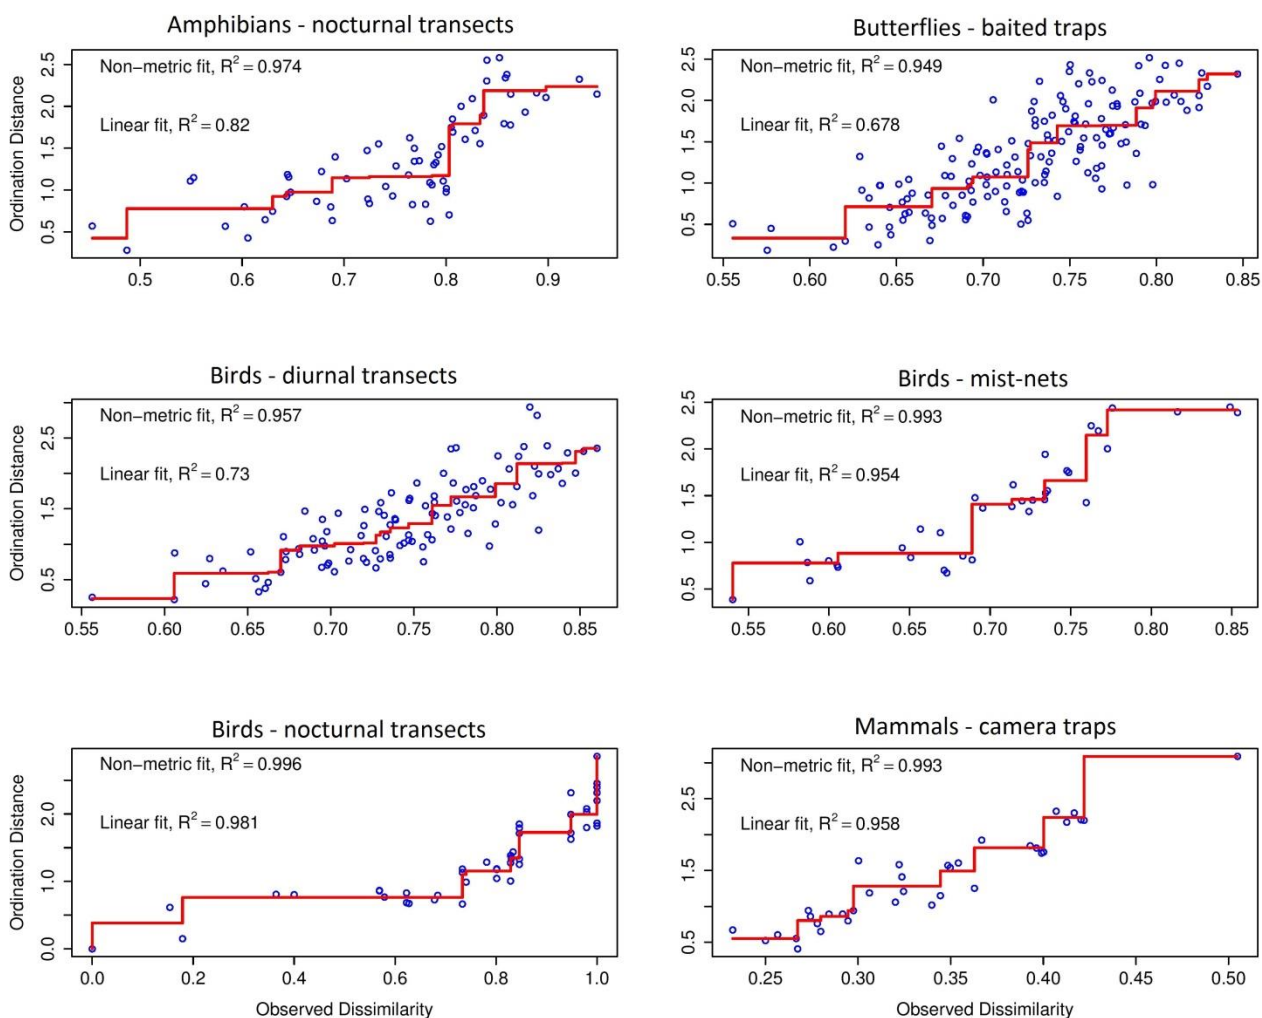 Amphibians - nocturnal transects
Non−metric fit, R² = 0.974
Linear fit, R² = 0.82
Ordination Distance
0.5 1.0 1.5 2.0 2.5
0.5 0.6 0.7 0.8 0.9
Butterflies - baited traps
Non−metric fit, R² = 0.949
Linear fit, R² = 0.678
0.5 1.0 1.5 2.0 2.5
0.55 0.60 0.65 0.70 0.75 0.80 0.85
Birds - diurnal transects
Non−metric fit, R² = 0.957
Linear fit, R² = 0.73
Ordination Distance
0.5 1.5 2.5
0.55 0.60 0.65 0.70 0.75 0.80 0.85
Birds - mist-nets
Non−metric fit, R² = 0.993
Linear fit, R² = 0.954
0.5 1.0 1.5 2.0 2.5
0.55 0.60 0.65 0.70 0.75 0.80 0.85
Birds - nocturnal transects
Non−metric fit, R² = 0.996
Linear fit, R² = 0.981
Ordination Distance
0.0 1.0 2.0
0.0 0.2 0.4 0.6 0.8 1.0
Observed Dissimilarity
Mammals - camera traps
Non−metric fit, R² = 0.993
Linear fit, R² = 0.958
0.5 1.5 2.5
0.25 0.30 0.35 0.40 0.45 0.50
Observed Dissimilarity